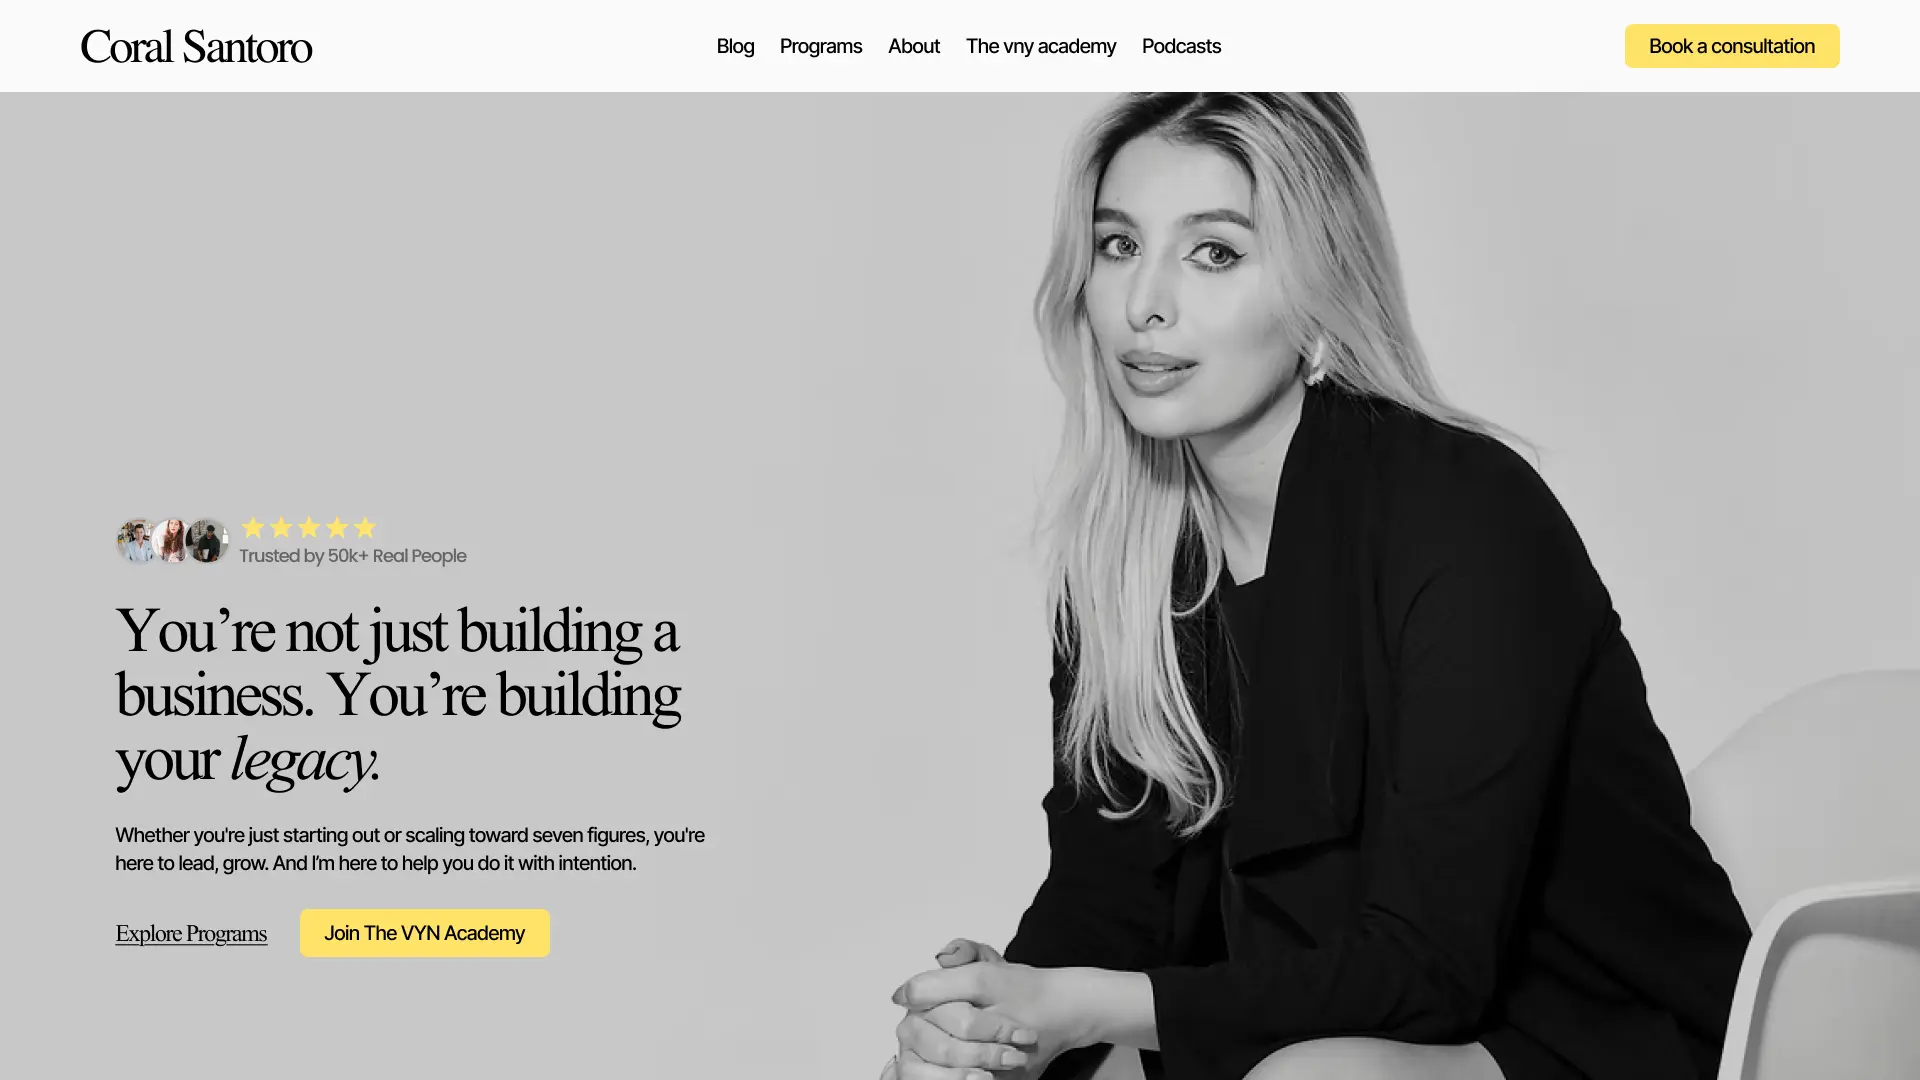 Coral Santoro
Blog
Programs
About
The vny academy
Podcasts
Book a consultation
Trusted by 50k+ Real People
You’re not just building a
business. You’re building
your legacy.
Whether you're just starting out or scaling toward seven figures, you're
here to lead, grow. And I’m here to help you do it with intention.
Explore Programs
Join The VYN Academy